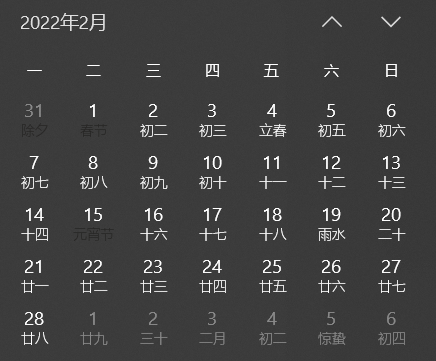 2022年2月
一 二 三 四 五 六 日
31 1 2 3 4 5 6
除夕 春节 初二 初三 立春 初五 初六
7 8 9 10 11 12 13
初七 初八 初九 初十 十一 十二 十三
14 15 16 17 18 19 20
十四 元宵节 十六 十七 十八 雨水 二十
21 22 23 24 25 26 27
廿一 廿二 廿三 廿四 廿五 廿六 廿七
28 1 2 3 4 5 6
廿八 廿九 三十 二月 初二 惊蛰 初四